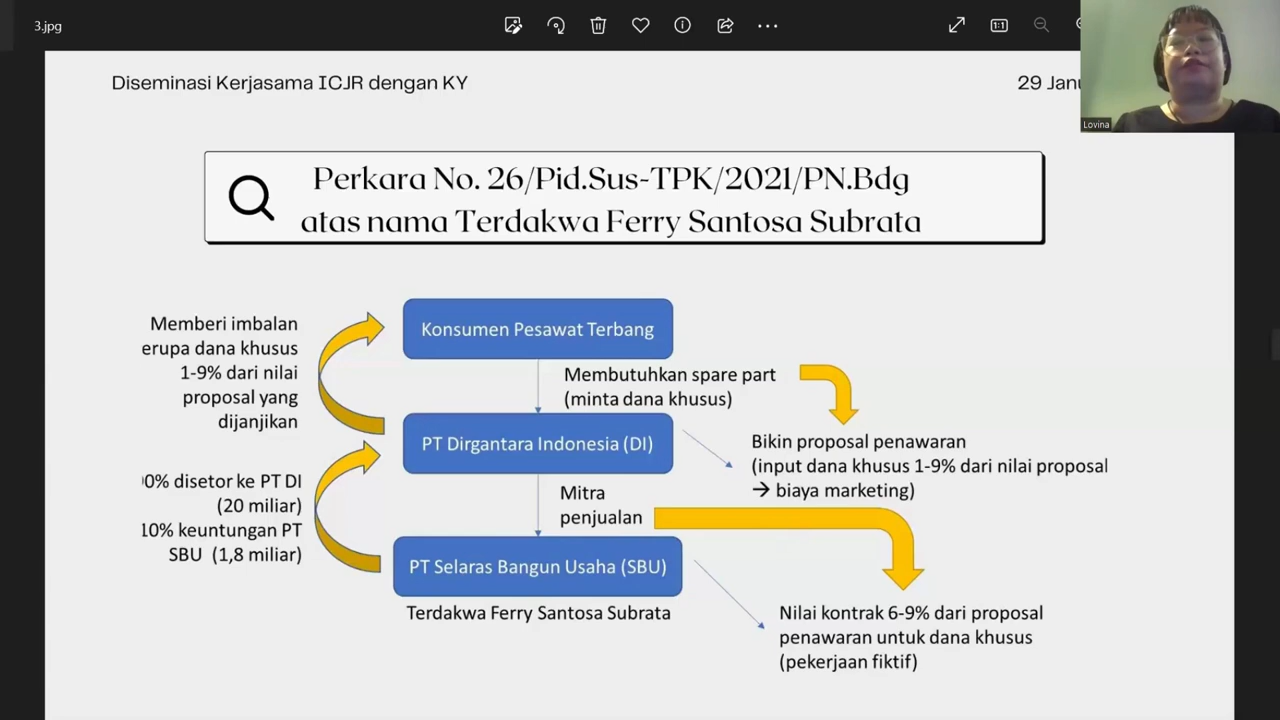 3.jpg
Diseminasi Kerjasama ICJR dengan KY
29 Janu
Lovina
Perkara No. 26/Pid.Sus-TPK/2021/PN.Bdg
atas nama Terdakwa Ferry Santosa Subrata
Memberi imbalan
erupa dana khusus
1-9% dari nilai
proposal yang
dijanjikan
Konsumen Pesawat Terbang
Membutuhkan spare part
(minta dana khusus)
PT Dirgantara Indonesia (DI)
Bikin proposal penawaran
(input dana khusus 1-9% dari nilai proposal
→ biaya marketing)
0% disetor ke PT DI
(20 miliar)
10% keuntungan PT
SBU (1,8 miliar)
Mitra
penjualan
PT Selaras Bangun Usaha (SBU)
Terdakwa Ferry Santosa Subrata
Nilai kontrak 6-9% dari proposal
penawaran untuk dana khusus
(pekerjaan fiktif)